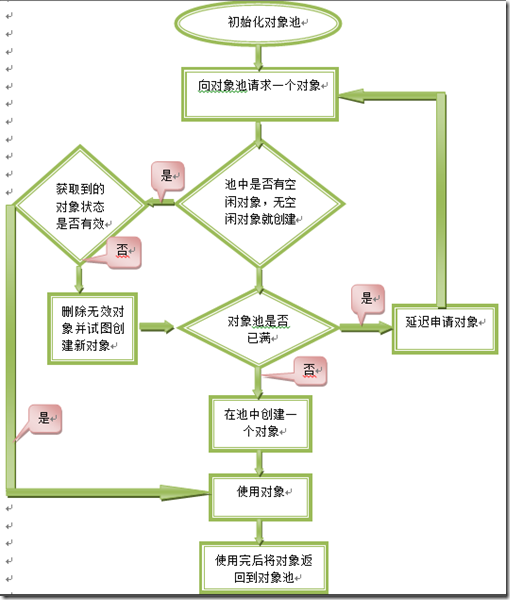 初始化对象池
向对象池请求一个对象
是
池中是否有空
闲对象，无空
闲对象就创建
获取到的
对象状态
是否有效
否
删除无效对
象并试图创
建新对象
对象池是否
已满
是
延迟申请对象
否
在池中创建一
个对象
是
使用对象
使用完后将对象返
回到对象池